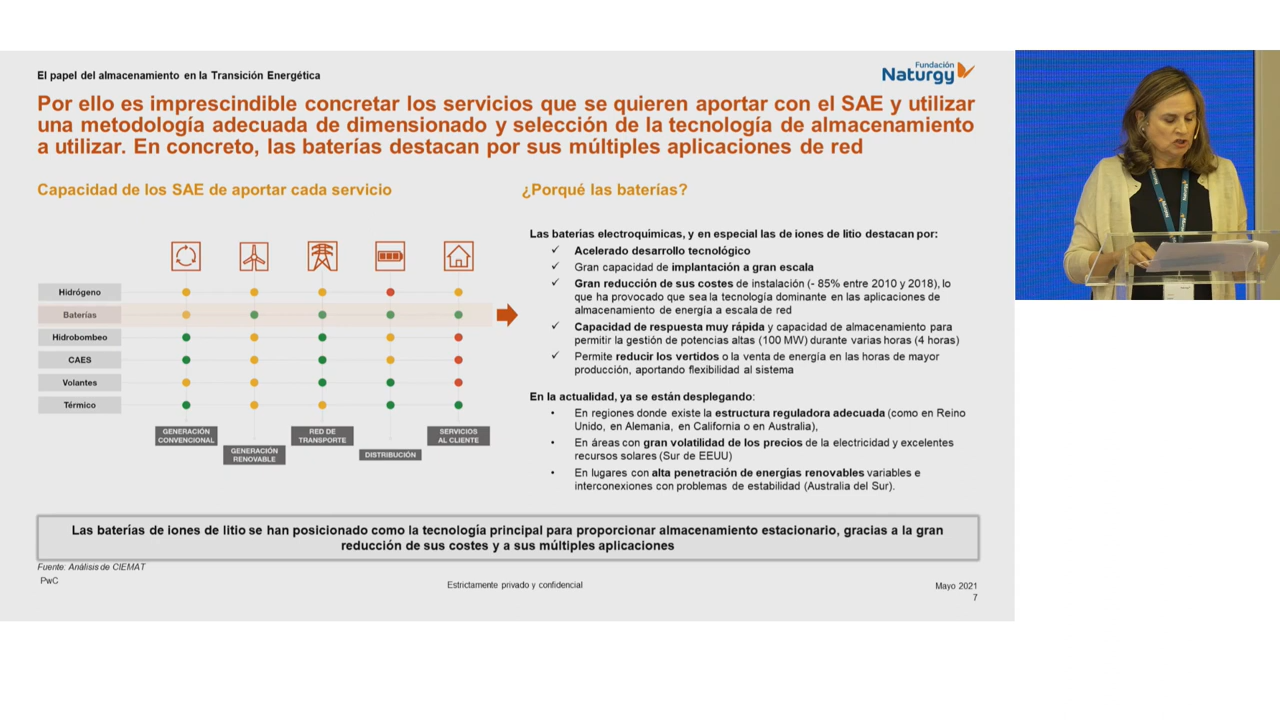 El papel del almacenamiento en la Transición Energética
Fundación
Naturgy
Por ello es imprescindible concretar los servicios que se quieren aportar con el SAE y utilizar
una metodología adecuada de dimensionado y selección de la tecnología de almacenamiento
a utilizar. En concreto, las baterías destacan por sus múltiples aplicaciones de red
Capacidad de los SAE de aportar cada servicio
Hidrógeno
Baterías
Hidrobombeo
CAES
Volantes
Térmico
GENERACIÓN
CONVENCIONAL
GENERACIÓN
RENOVABLE
RED DE
TRANSPORTE
DISTRIBUCIÓN
SERVICIOS
AL CLIENTE
¿Porqué las baterías?
Las baterías electroquimicas, y en especial las de iones de litio destacan por:
✓ Acelerado desarrollo tecnológico
✓ Gran capacidad de implantación a gran escala
✓ Gran reducción de sus costes de instalación (- 85% entre 2010 y 2018), lo
que ha provocado que sea la tecnología dominante en las aplicaciones de
almacenamiento de energía a escala de red
✓ Capacidad de respuesta muy rápida y capacidad de almacenamiento para
permitir la gestión de potencias altas (100 MW) durante varias horas (4 horas)
✓ Permite reducir los vertidos o la venta de energía en las horas de mayor
producción, aportando flexibilidad al sistema
En la actualidad, ya se están desplegando:
• En regiones donde existe la estructura reguladora adecuada (como en Reino
Unido, en Alemania, en California o en Australia),
• En áreas con gran volatilidad de los precios de la electricidad y excelentes
recursos solares (Sur de EEUU)
• En lugares con alta penetración de energías renovables variables e
interconexiones con problemas de estabilidad (Australia del Sur).
Las baterías de iones de litio se han posicionado como la tecnología principal para proporcionar almacenamiento estacionario, gracias a la gran
reducción de sus costes y a sus múltiples aplicaciones
Fuente: Análisis de CIEMAT
PwC
Estrictamente privado y confidencial
Mayo 2021
7